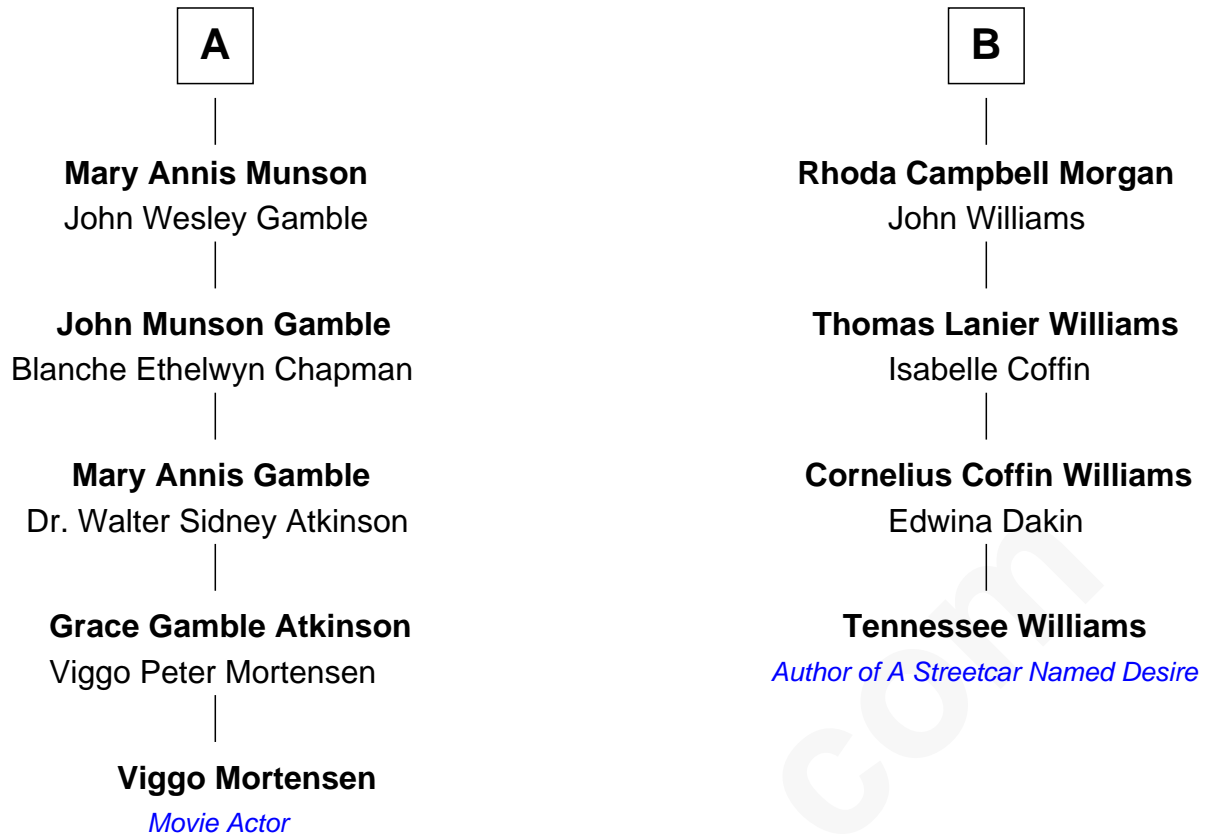 A
Mary Annis Munson
John Wesley Gamble
John Munson Gamble
Blanche Ethelwyn Chapman
Mary Annis Gamble
Dr. Walter Sidney Atkinson
Grace Gamble Atkinson
Viggo Peter Mortensen
Viggo Mortensen
Movie Actor
B
Rhoda Campbell Morgan
John Williams
Thomas Lanier Williams
Isabelle Coffin
Cornelius Coffin Williams
Edwina Dakin
Tennessee Williams
Author of A Streetcar Named Desire
com